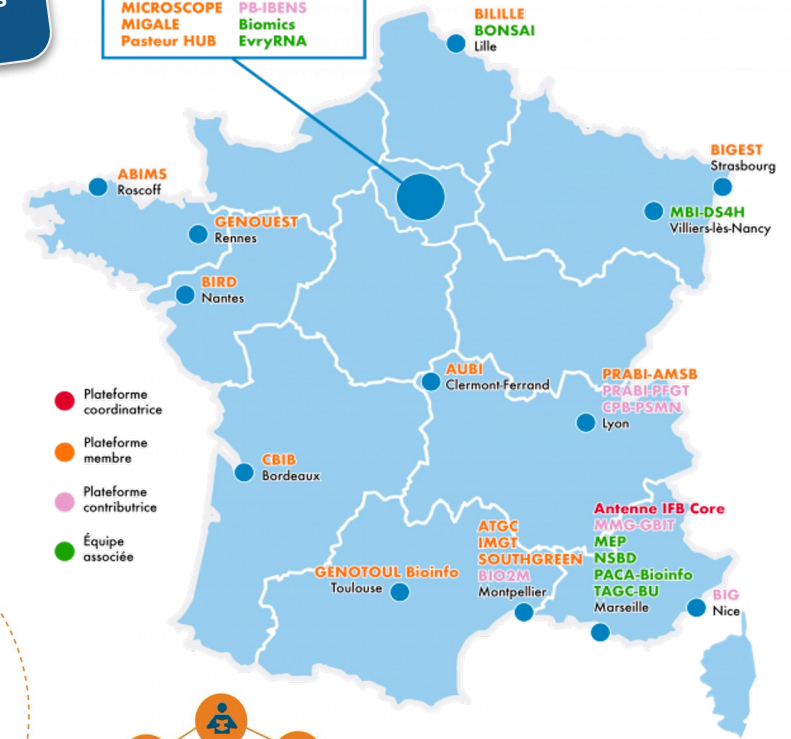 MICROSCOPE PB-IBENS
MIGALE Biomics
Pasteur HUB EvryRNA
BILILLE
BONSAI
Lille
BIGEST
Strasbourg
ABIMS
Roscoff
MBI-DS4H
Villiers-lès-Nancy
GENOUEST
Rennes
BIRD
Nantes
AUBI
Clermont-Ferrand
PRABI-AMSB
PRABI-PFGT
CPB-PSMN
Lyon
Plateforme
coordinatrice
Plateforme
membre
Plateforme
contributrice
Équipe
associée
CBIB
Bordeaux
GENOTOUL Bioinfo
Toulouse
ATGC
IMGT
SOUTHGREEN
BIO2M
Montpellier
Antenne IFB Core
MMG-GBIT
MEP
NSBD
PACA-Bioinfo
TAGC-BU
Marseille
BIG
Nice